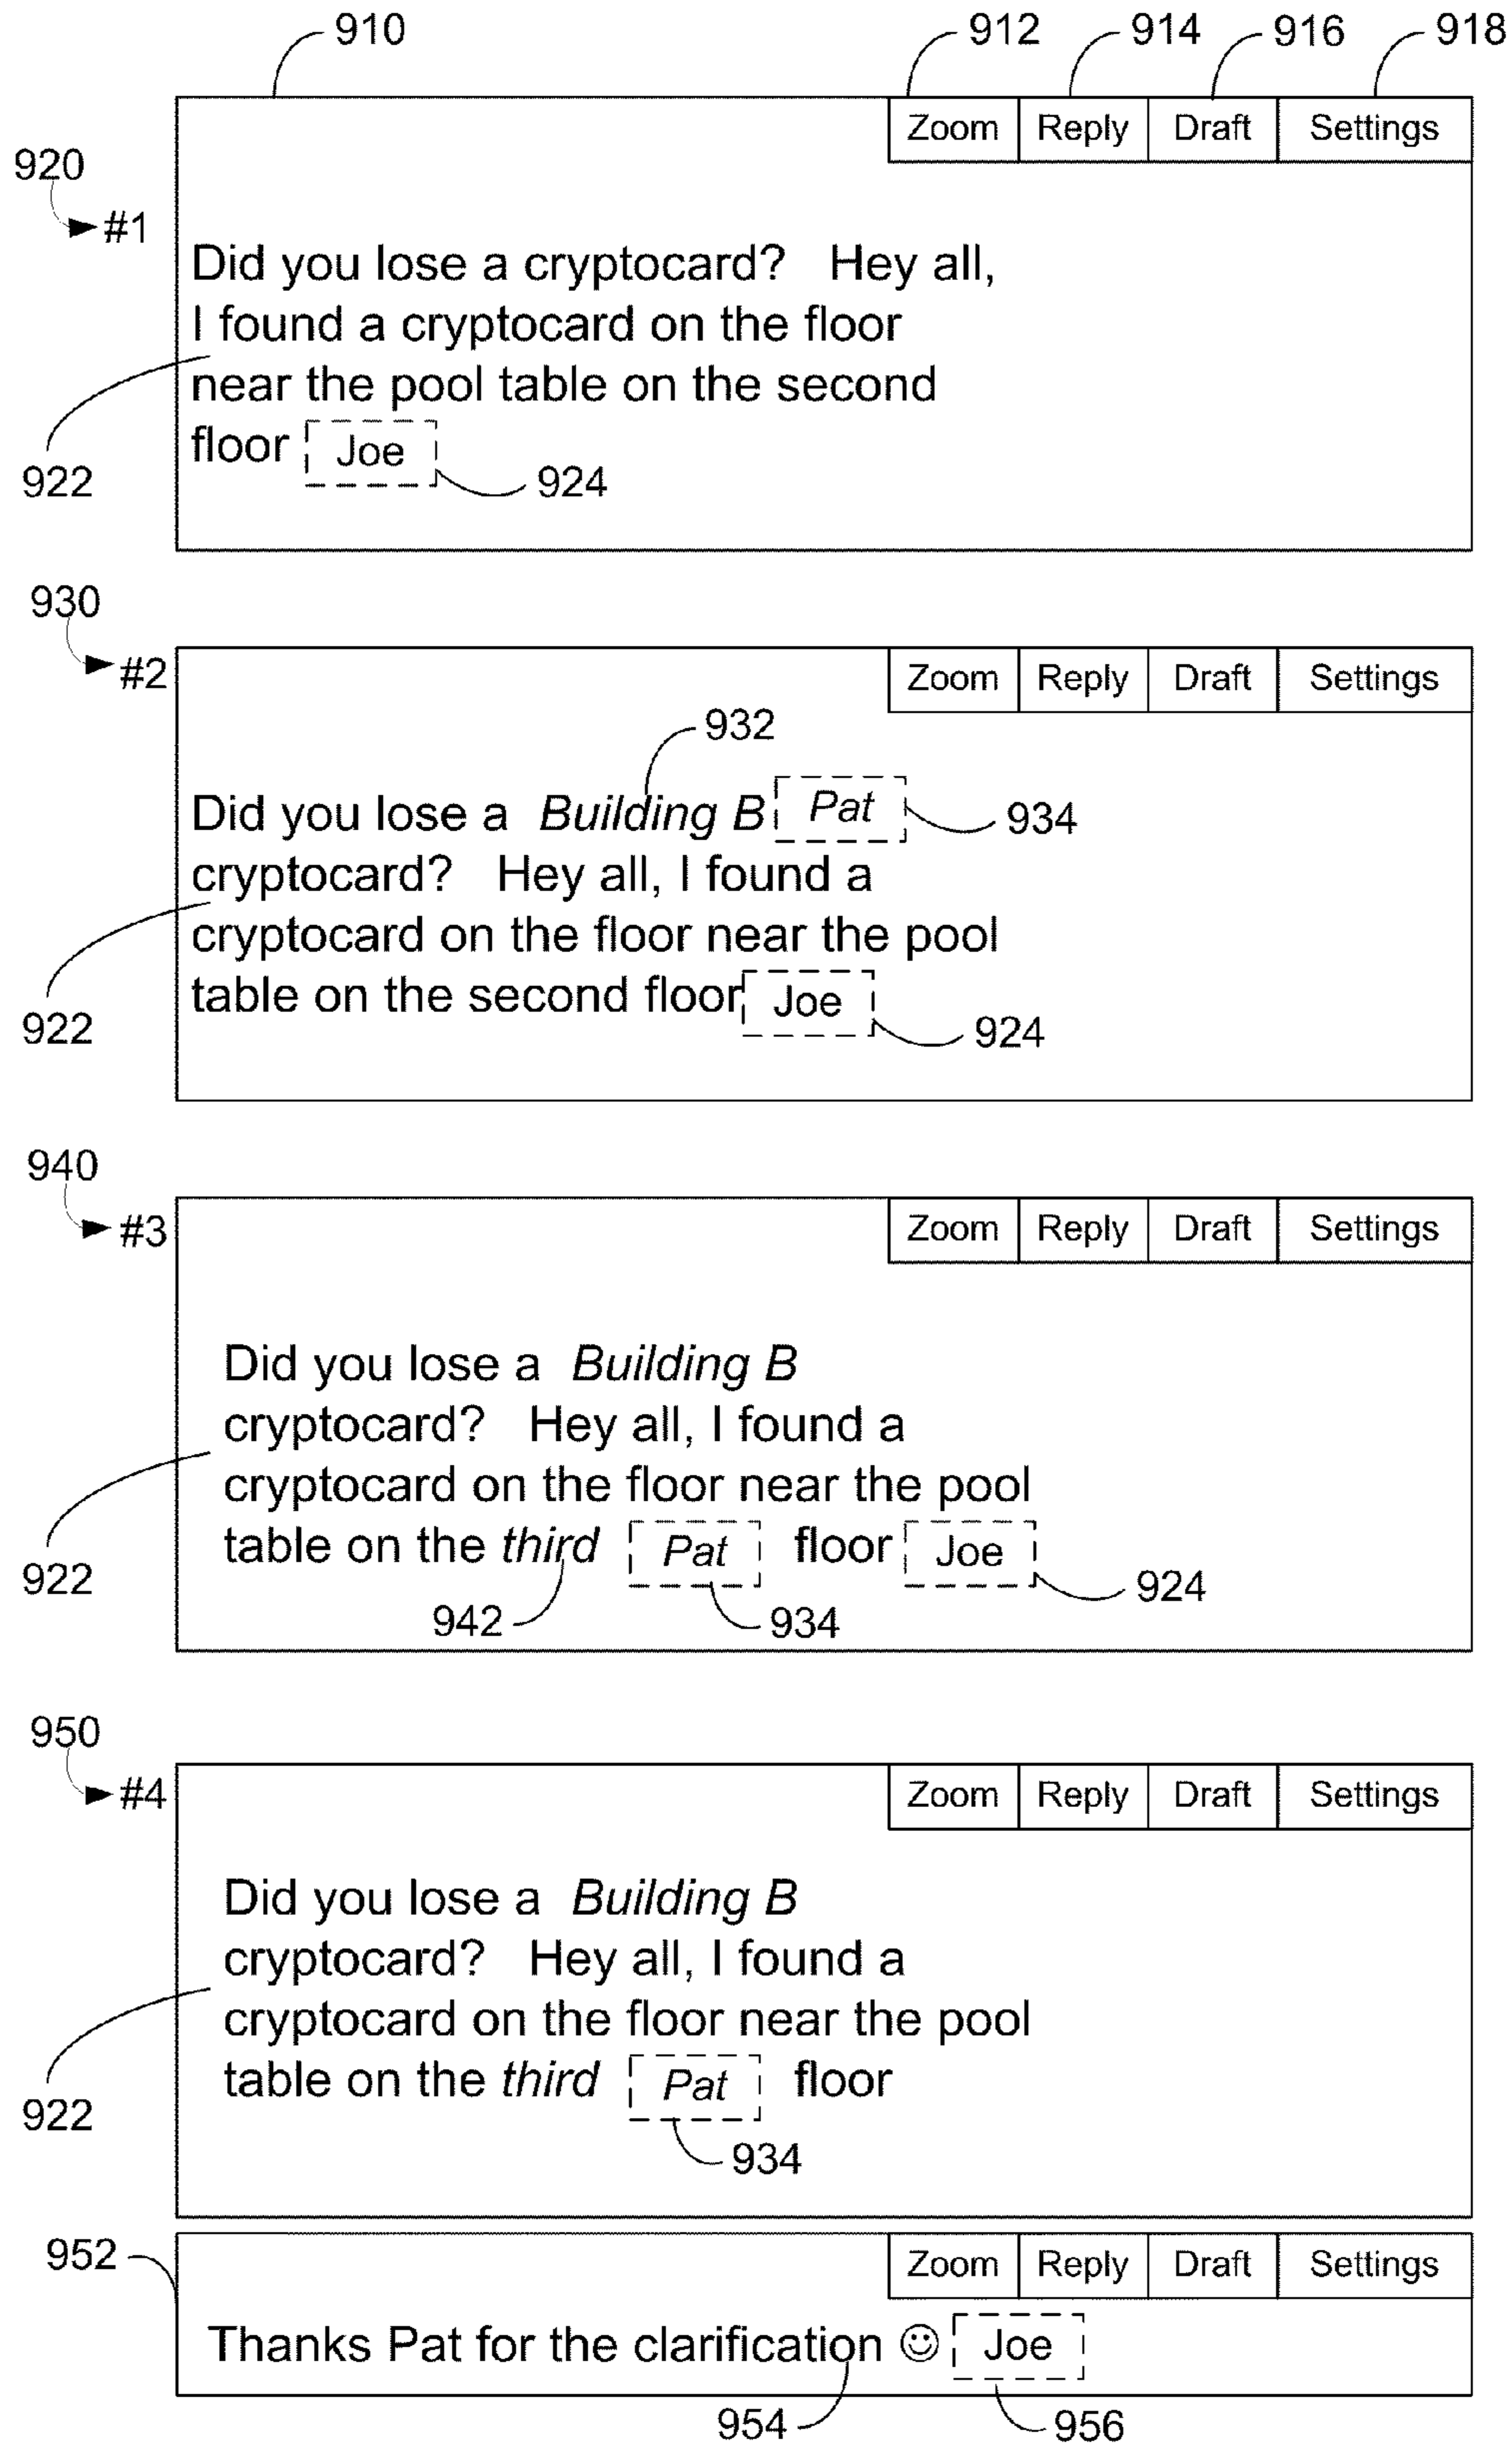 910 912 914 916 918
Zoom Reply Draft Settings
920
#1
Did you lose a cryptocard? Hey all,
I found a cryptocard on the floor
near the pool table on the second
floor Joe
922 924
930
#2
Zoom Reply Draft Settings
932
Did you lose a Building B Pat 934
cryptocard? Hey all, I found a
cryptocard on the floor near the pool
table on the second floor Joe
922 924
940
#3
Zoom Reply Draft Settings
Did you lose a Building B
cryptocard? Hey all, I found a
cryptocard on the floor near the pool
table on the third Pat floor Joe
922 924
942 934
950
#4
Zoom Reply Draft Settings
Did you lose a Building B
cryptocard? Hey all, I found a
cryptocard on the floor near the pool
table on the third Pat floor
922
934
952
Zoom Reply Draft Settings
Thanks Pat for the clarification ☺ Joe
954 956